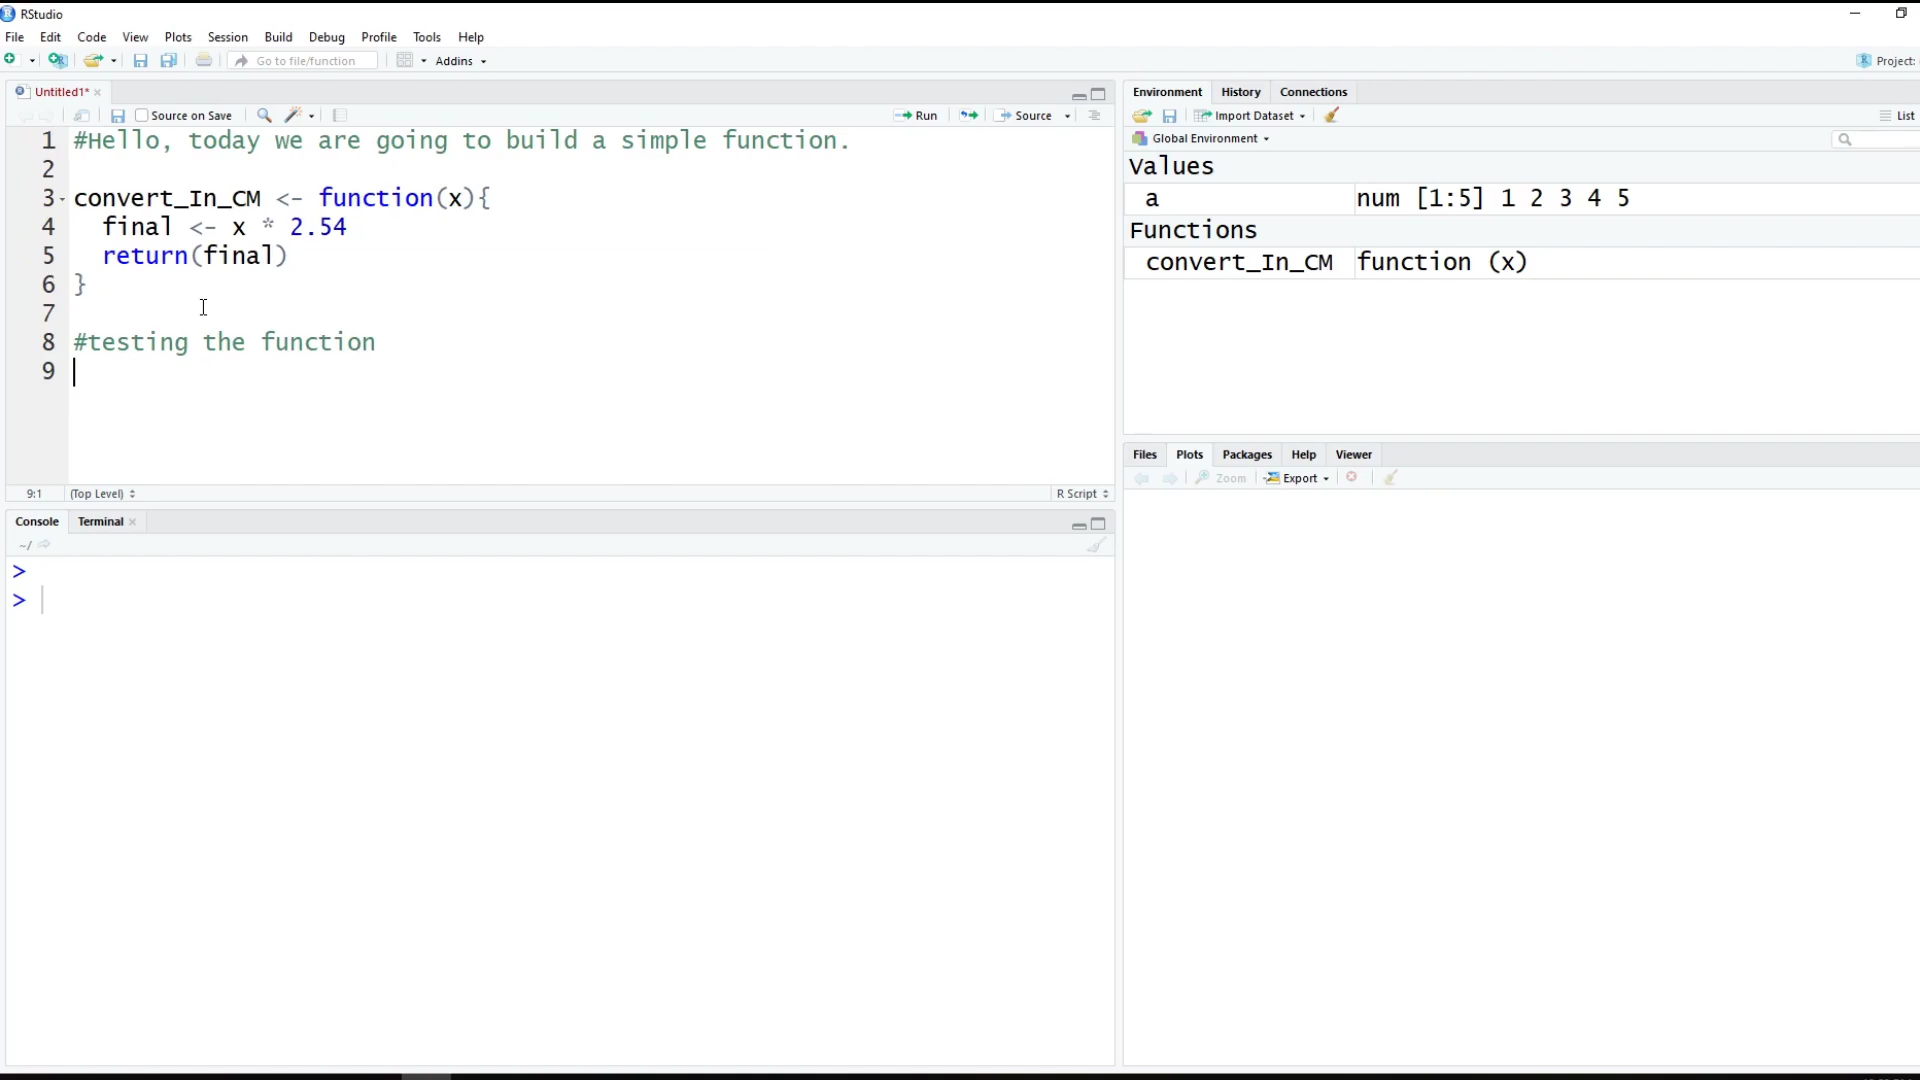 RStudio
File Edit Code View Plots Session Build Debug Profile Tools Help
Go to file/function Addins Project:
Untitled1*
Source on Save Run Source
1 #Hello, today we are going to build a simple function.
2
3 convert_In_CM <- function(x){
4 final <- x * 2.54
5 return(final)
6 }
7
8 #testing the function
9
9:1 (Top Level) R Script
Console Terminal
~/
>
>
Environment History Connections
Import Dataset List
Global Environment
Values
a num [1:5] 1 2 3 4 5
Functions
convert_In_CM function (x)
Files Plots Packages Help Viewer
Zoom Export